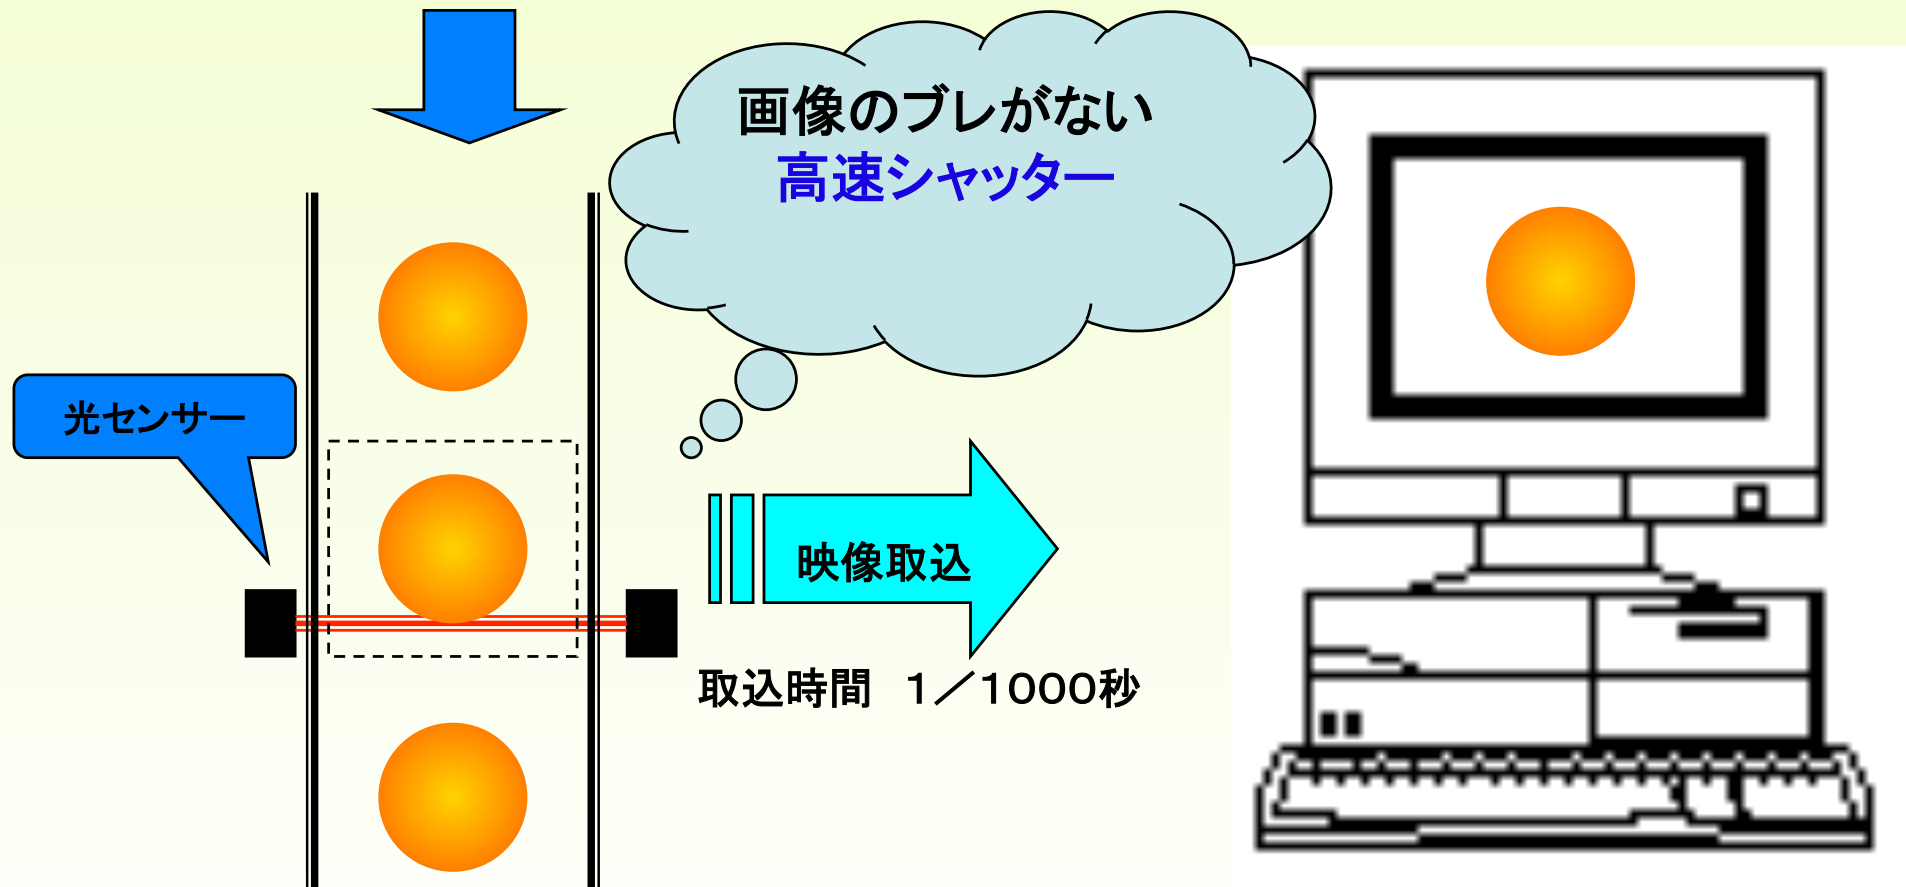 画像のブレがない
高速シャッター
光センサー
映像取込
取込時間　１／１０００秒